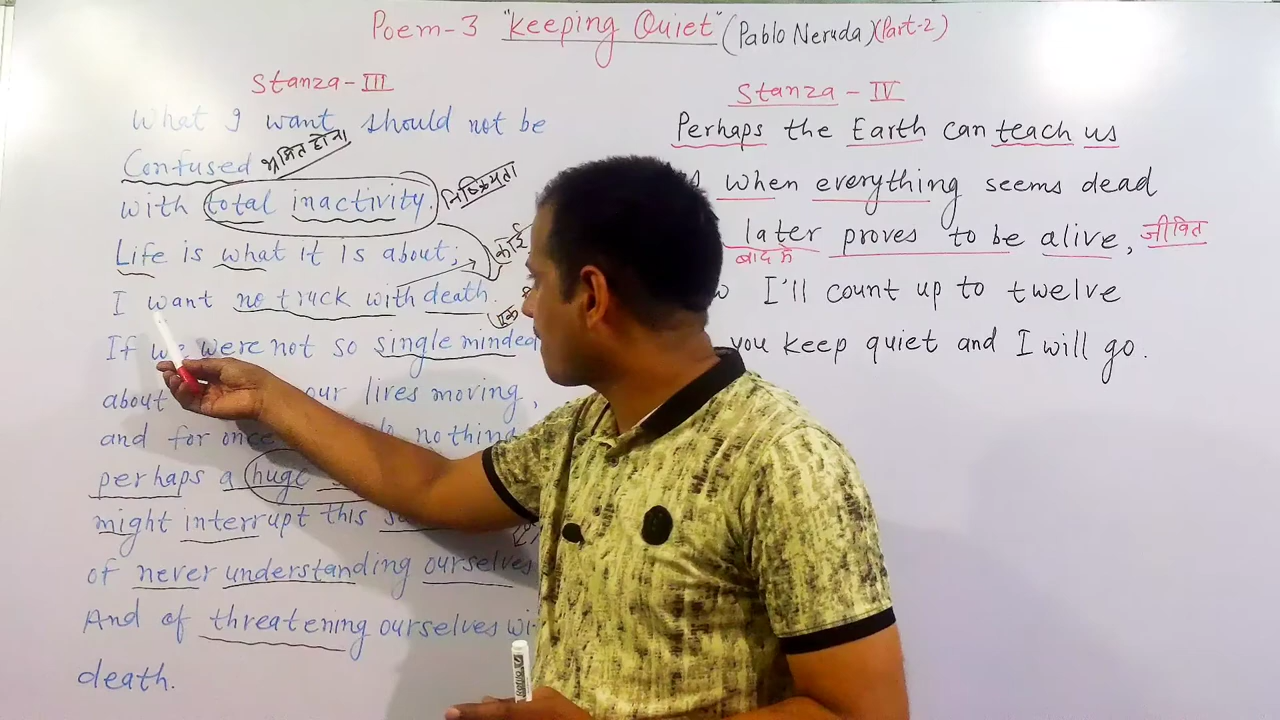 Poem-3 "Keeping Quiet" (Pablo Neruda) (Part-2)
Stanza - III
What I want should not be
Confused भ्रमित होना
with total inactivity. निष्क्रियता
Life is what it is about;
I want no truck with death.
If we were not so single minded
about our lives moving,
and for once nothing
perhaps a huge
might interrupt this
of never understanding ourselves
And of threatening ourselves
death.
Stanza - IV
Perhaps the Earth can teach us
when everything seems dead
later proves to be alive, जीवित
बाद में
I'll count up to twelve
you keep quiet and I will go.